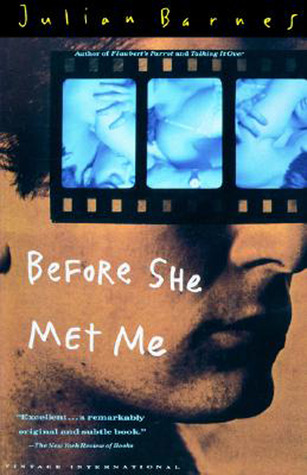 Julian Barnes
Author of Flaubert's Parrot and Talking It Over
BEFORE SHE
MET ME
"Excellent...a remarkably
original and subtle book."
—The New York Review of Books
VINTAGE INTERNATIONAL